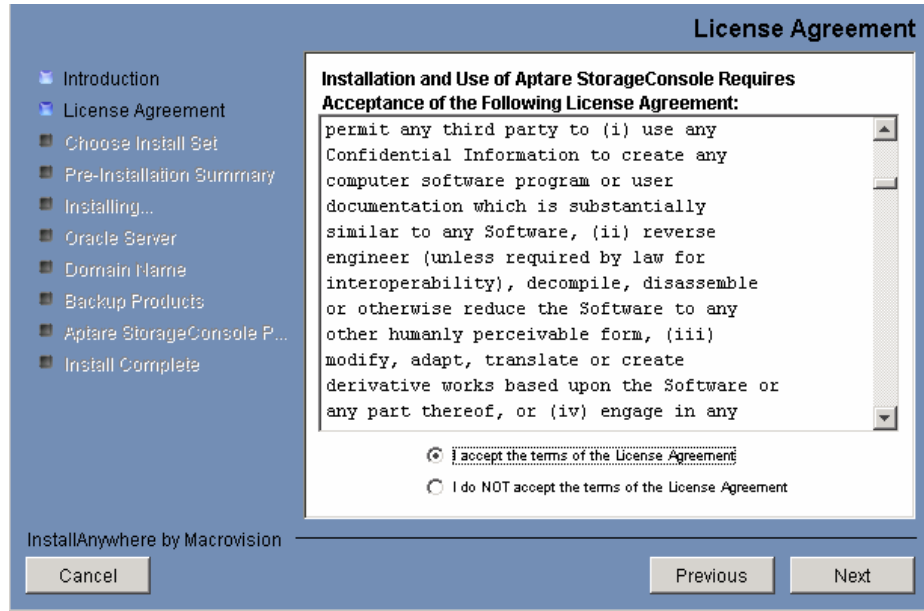 License Agreement
Introduction
License Agreement
Choose Install Set
Pre-Installation Summary
Installing...
Oracle Server
Domain Name
Backup Products
Aptare StorageConsole P...
Install Complete
Installation and Use of Aptare StorageConsole Requires
Acceptance of the Following License Agreement:
permit any third party to (i) use any
Confidential Information to create any
computer software program or user
documentation which is substantially
similar to any Software, (ii) reverse
engineer (unless required by law for
interoperability), decompile, disassemble
or otherwise reduce the Software to any
other humanly perceivable form, (iii)
modify, adapt, translate or create
derivative works based upon the Software or
any part thereof, or (iv) engage in any
I accept the terms of the License Agreement
I do NOT accept the terms of the License Agreement
InstallAnywhere by Macrovision
Cancel
Previous
Next